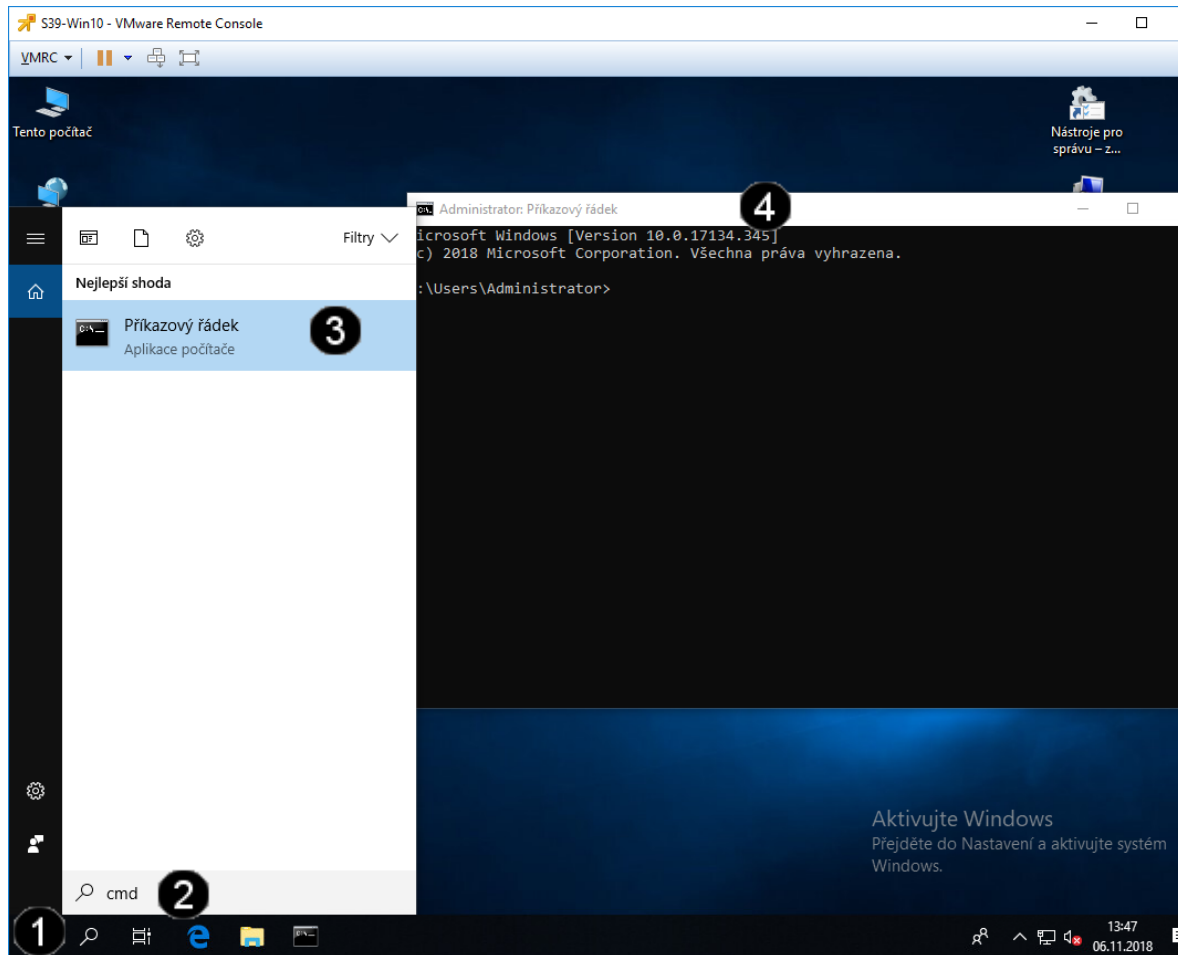 S39-Win10 - VMware Remote Console
VMRC
Tento počítač
Nástroje pro
správu – z...
Filtry
Nejlepší shoda
Příkazový řádek
Aplikace počítače
3
Administrator: Příkazový řádek
4
icrosoft Windows [Version 10.0.17134.345]
c) 2018 Microsoft Corporation. Všechna práva vyhrazena.
:\Users\Administrator>
Aktivujte Windows
Přejděte do Nastavení a aktivujte systém
Windows.
cmd
2
1
13:47
06.11.2018